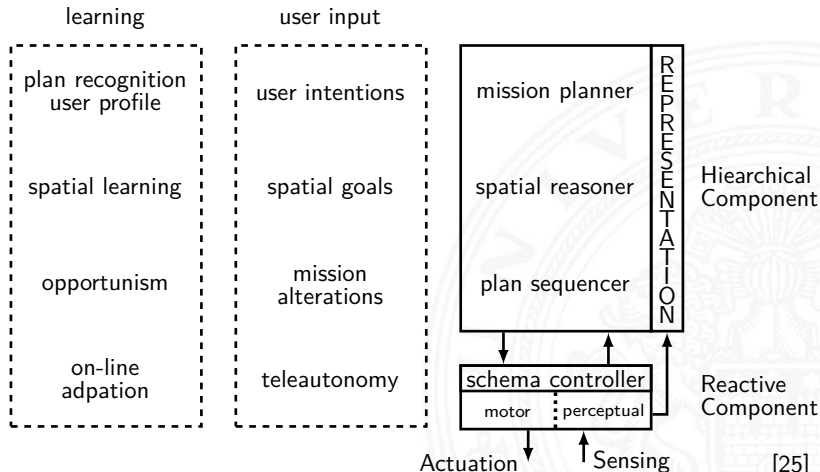 learning
user input
plan recognition
user profile
user intentions
mission planner
REPRESENTATION
spatial learning
spatial goals
spatial reasoner
Hiearchical
Component
opportunism
mission
alterations
plan sequencer
on-line
adpation
teleautonomy
schema controller
motor
perceptual
Reactive
Component
Actuation
Sensing
[25]